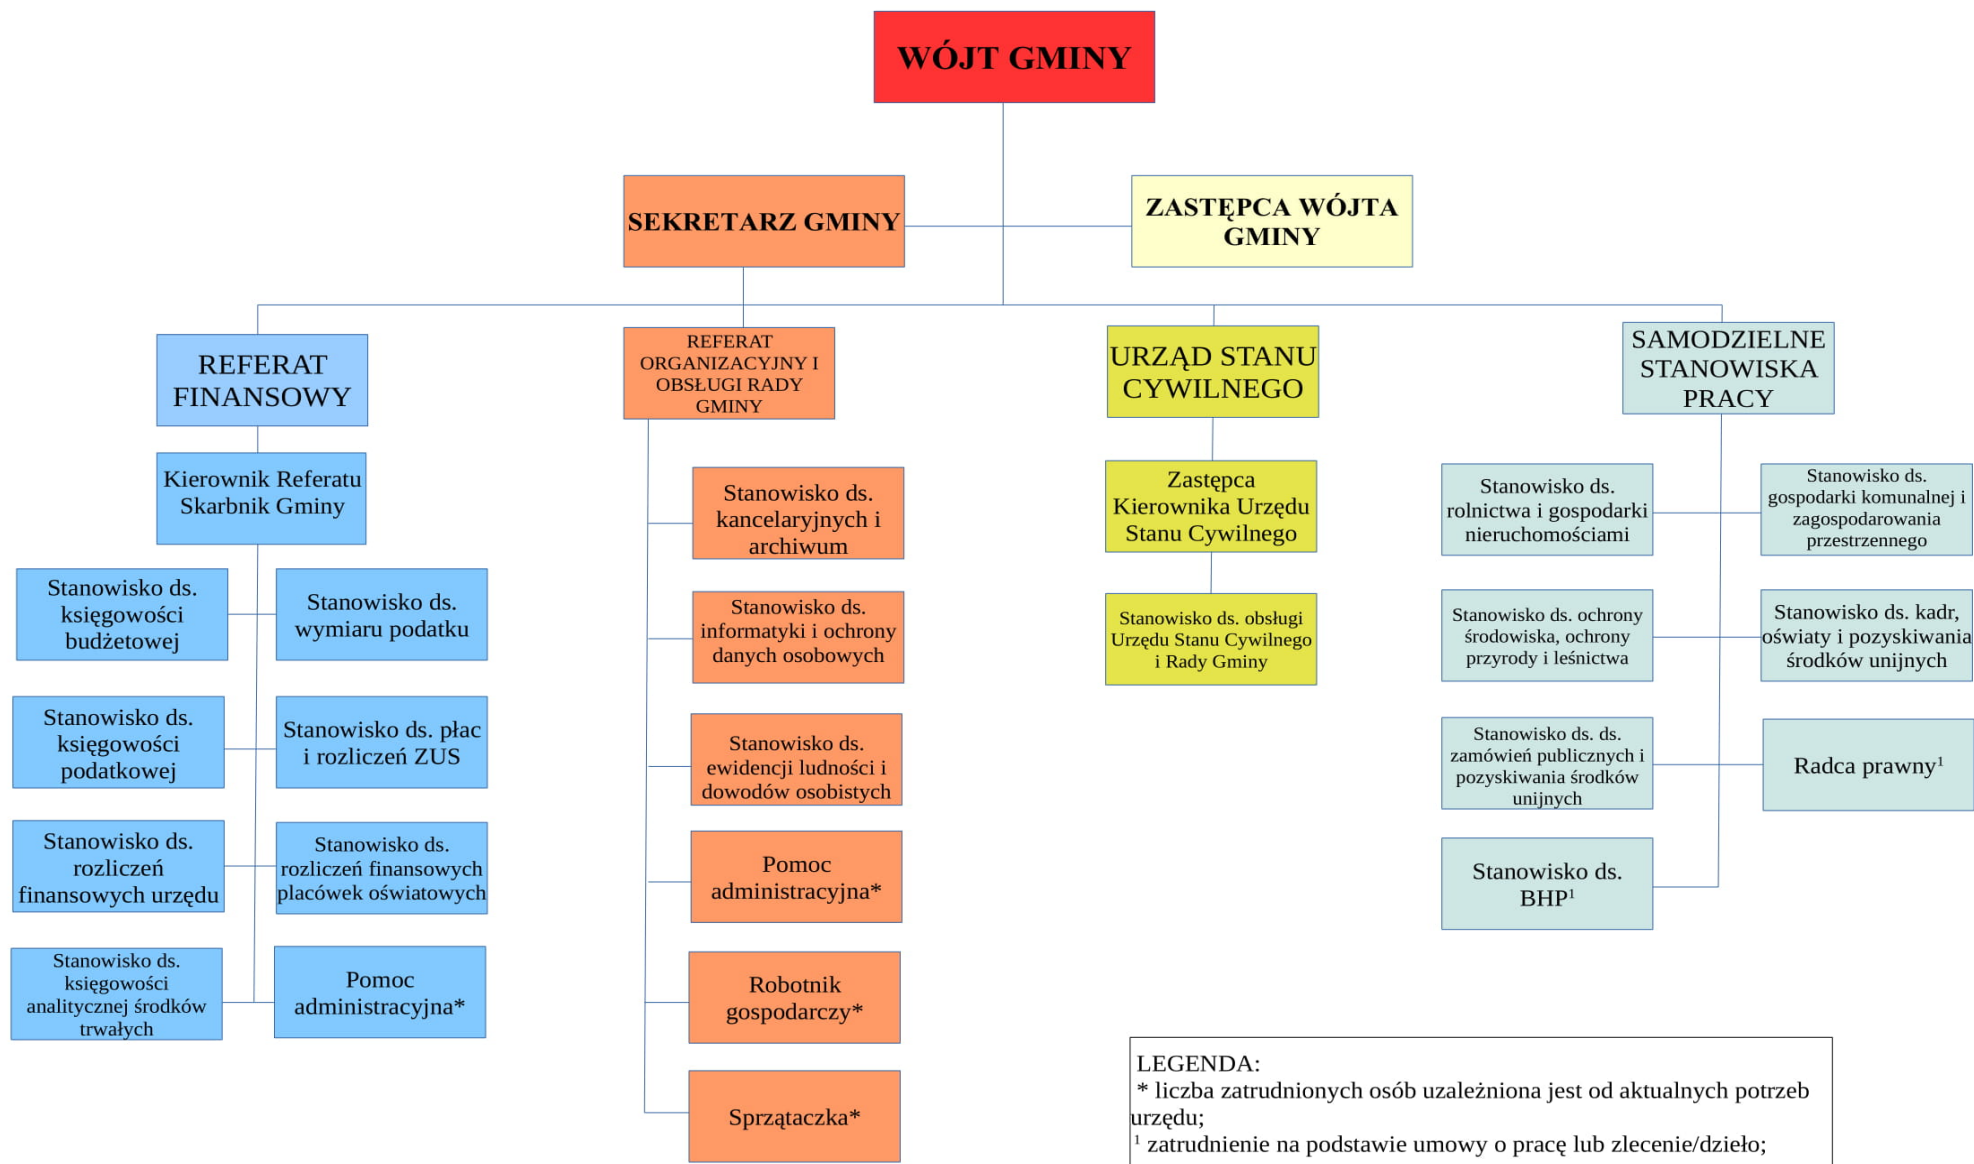 WÓJT GMINY
SEKRETARZ GMINY
ZASTĘPCA WÓJTA
GMINY
REFERAT
FINANSOWY
Kierownik Referatu
Skarbnik Gminy
Stanowisko ds.
księgowości
budżetowej
Stanowisko ds.
wymiaru podatku
Stanowisko ds.
księgowości
podatkowej
Stanowisko ds. płac
i rozliczeń ZUS
Stanowisko ds.
rozliczeń
finansowych urzędu
Stanowisko ds.
rozliczeń finansowych
placówek oświatowych
Stanowisko ds.
księgowości
analitycznej środków
trwałych
Pomoc
administracyjna*
REFERAT
ORGANIZACYJNY I
OBSŁUGI RADY
GMINY
Stanowisko ds.
kancelaryjnych i
archiwum
Stanowisko ds.
informatyki i ochrony
danych osobowych
Stanowisko ds.
ewidencji ludności i
dowodów osobistych
Pomoc
administracyjna*
Robotnik
gospodarczy*
Sprzątaczka*
URZĄD STANU
CYWILNEGO
Zastępca
Kierownika Urzędu
Stanu Cywilnego
Stanowisko ds. obsługi
Urzędu Stanu Cywilnego
i Rady Gminy
SAMODZIELNE
STANOWISKA
PRACY
Stanowisko ds.
rolnictwa i gospodarki
nieruchomościami
Stanowisko ds.
gospodarki komunalnej i
zagospodarowania
przestrzennego
Stanowisko ds. ochrony
środowiska, ochrony
przyrody i leśnictwa
Stanowisko ds. kadr,
oświaty i pozyskiwania
środków unijnych
Stanowisko ds. ds.
zamówień publicznych i
pozyskiwania środków
unijnych
Radca prawny¹
Stanowisko ds.
BHP¹
LEGENDA:
* liczba zatrudnionych osób uzależniona jest od aktualnych potrzeb
urzędu;
¹ zatrudnienie na podstawie umowy o pracę lub zlecenie/dzieło;